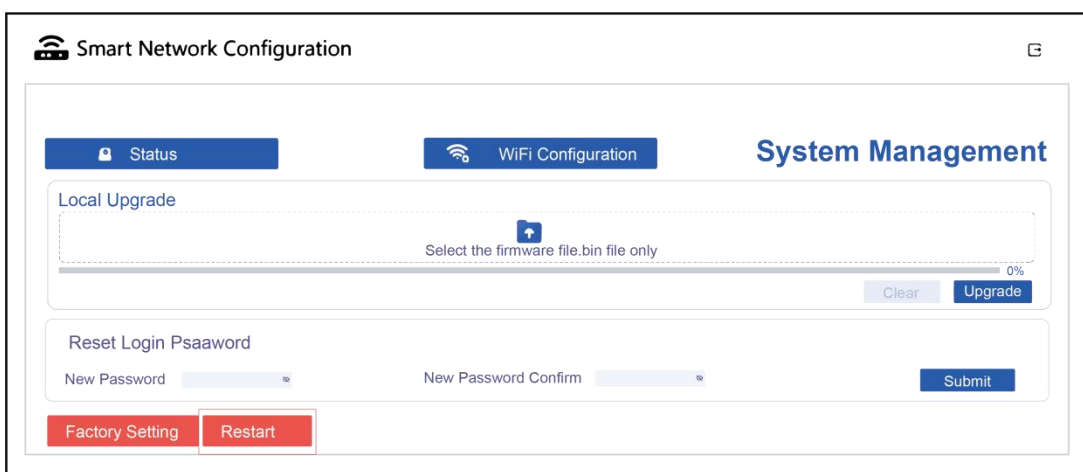 Smart Network Configuration
Status
WiFi Configuration
System Management
Local Upgrade
Select the firmware file.bin file only
0%
Clear
Upgrade
Reset Login Psaaword
New Password
New Password Confirm
Submit
Factory Setting
Restart